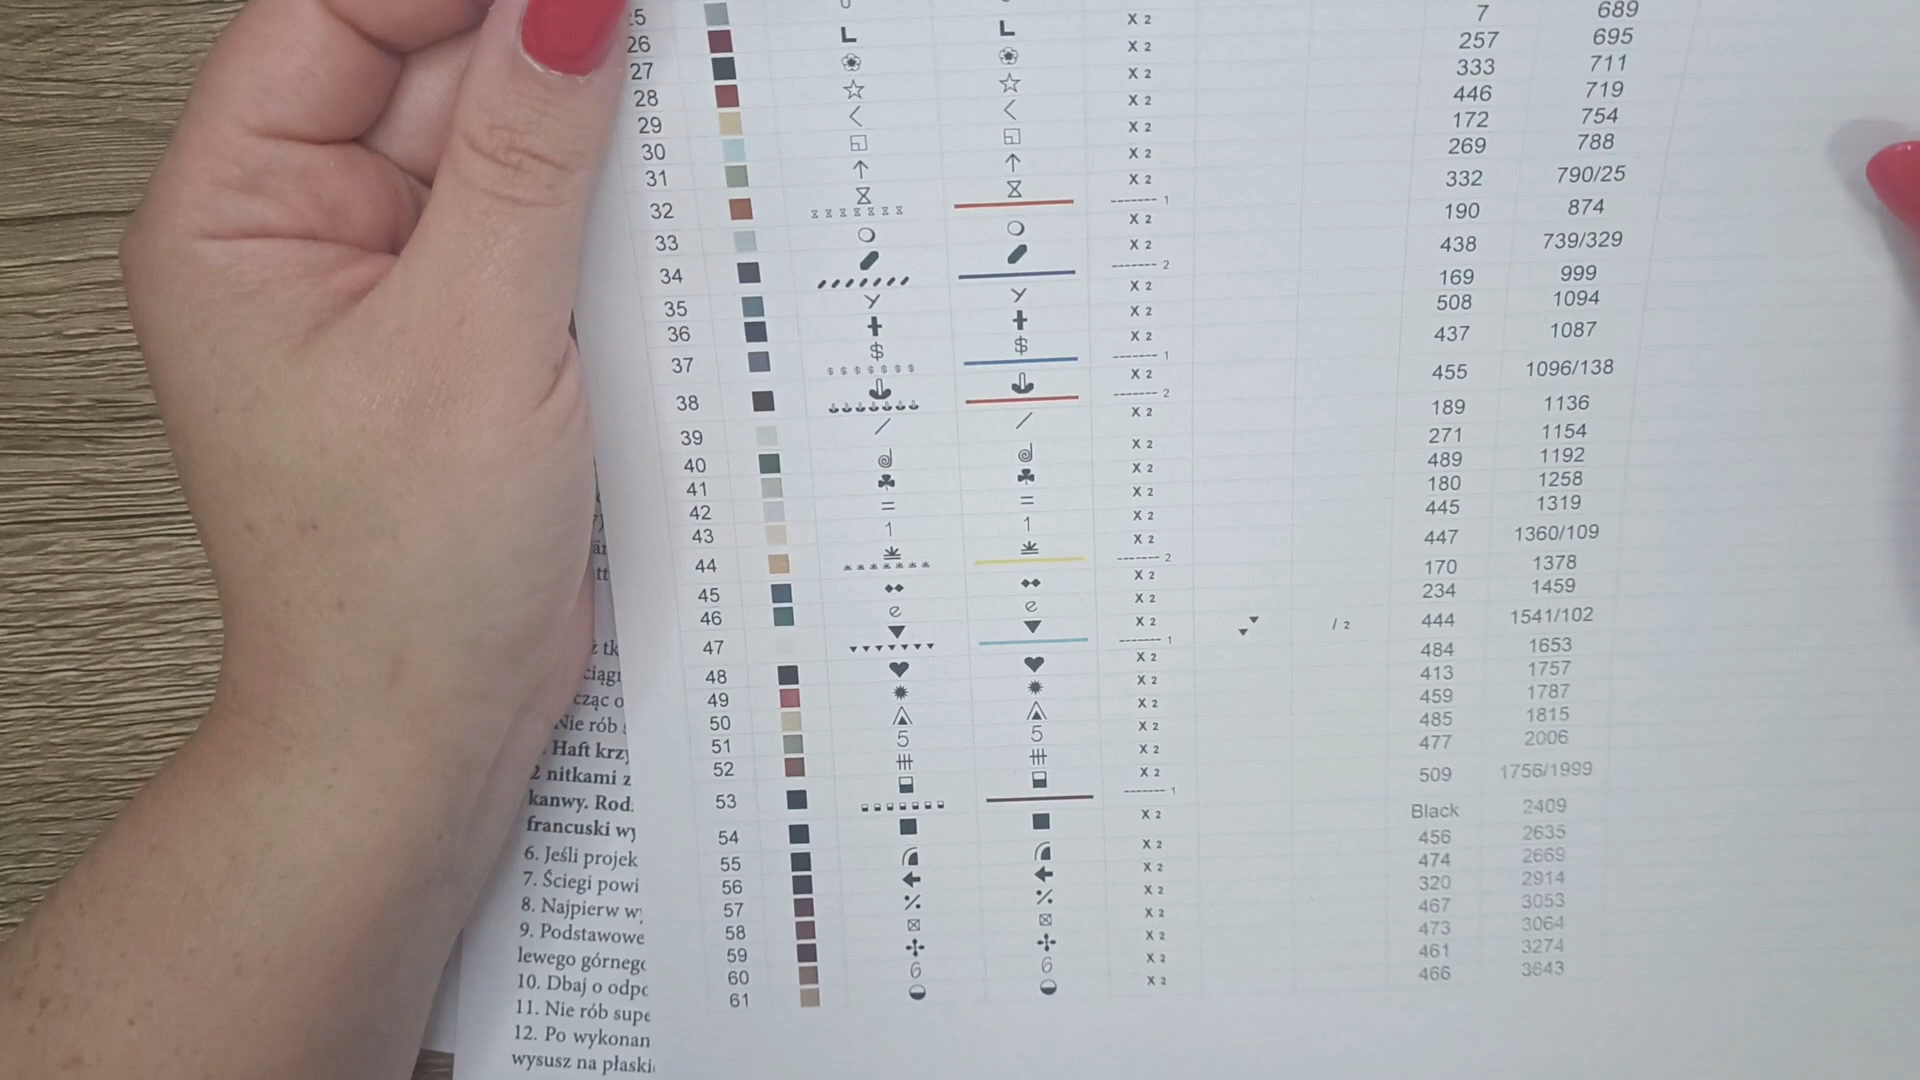 26 L L X 2 7 689
27 X 2 257 695
28 X 2 333 711
29 < < X 2 446 719
30 X 2 172 754
31 ↑ ↑ X 2 269 788
32 X 2 ------- 1 332 790/25
33 X 2 190 874
34 X 2 ------- 2 438 739/329
35 Y Y X 2 169 999
36 X 2 508 1094
37 $ $ X 2 437 1087
$ $ $ $ $ $ $ ------- 1
38 X 2 ------- 2 455 1096/138
39 / / X 2 189 1136
40 X 2 271 1154
41 ♣ ♣ X 2 489 1192
42 = = X 2 180 1258
43 1 1 X 2 445 1319
44 X 2 ------- 2 447 1360/109
45 X 2 170 1378
46 e e X 2 234 1459
47 ▼ ▼ X 2 ------- 1 / 2 444 1541/102
48 ♥ ♥ X 2 484 1653
49 X 2 413 1757
50 X 2 459 1787
51 5 5 X 2 485 1815
52 X 2 477 2006
53 X 2 ------- 1 509 1756/1999
54 ■ ■ X 2 Black 2409
55 X 2 456 2635
56 X 2 474 2669
57 X 2 320 2914
58 X 2 467 3053
59 X 2 473 3064
60 6 6 X 2 461 3274
61 X 2 466 3643
Nie rób
Haft krzy
2 nitkami z
kanwy. Rod
francuski wy
6. Jeśli projek
7. Ściegi powi
8. Najpierw w
9. Podstawowe
lewego górneg
10. Dbaj o odpo
11. Nie rób supe
12. Po wykonan
wysusz na płaski